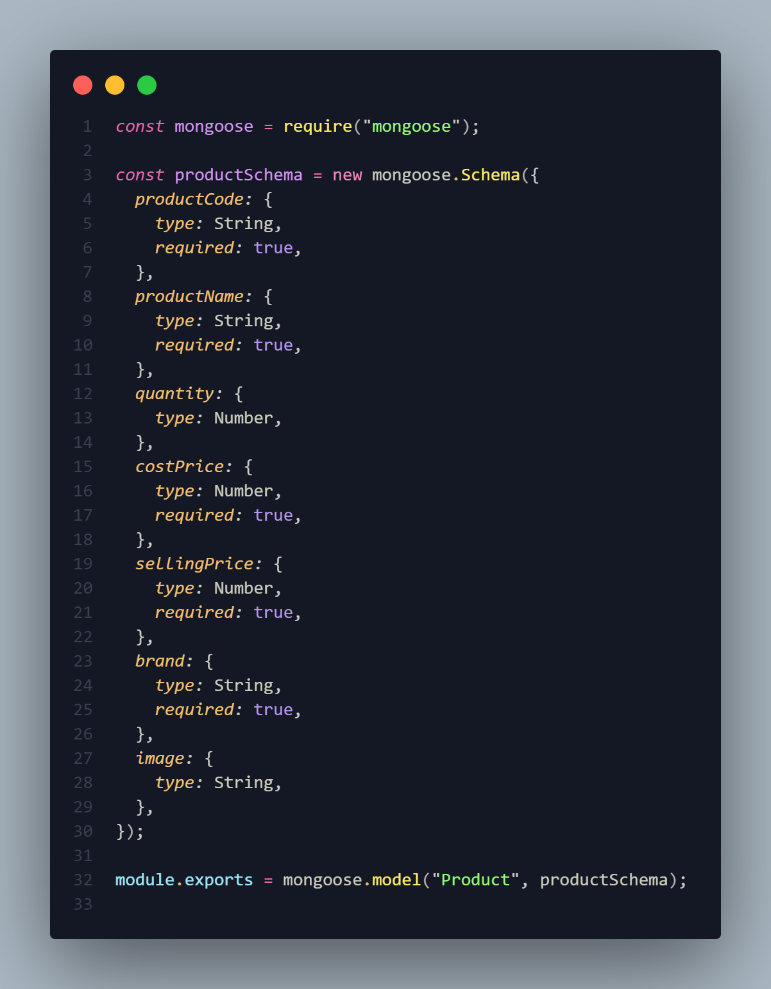 1 const mongoose = require("mongoose");
2
3 const productSchema = new mongoose.Schema({
4   productCode: {
5     type: String,
6     required: true,
7   },
8   productName: {
9     type: String,
10     required: true,
11   },
12   quantity: {
13     type: Number,
14   },
15   costPrice: {
16     type: Number,
17     required: true,
18   },
19   sellingPrice: {
20     type: Number,
21     required: true,
22   },
23   brand: {
24     type: String,
25     required: true,
26   },
27   image: {
28     type: String,
29   },
30 });
31
32 module.exports = mongoose.model("Product", productSchema);
33